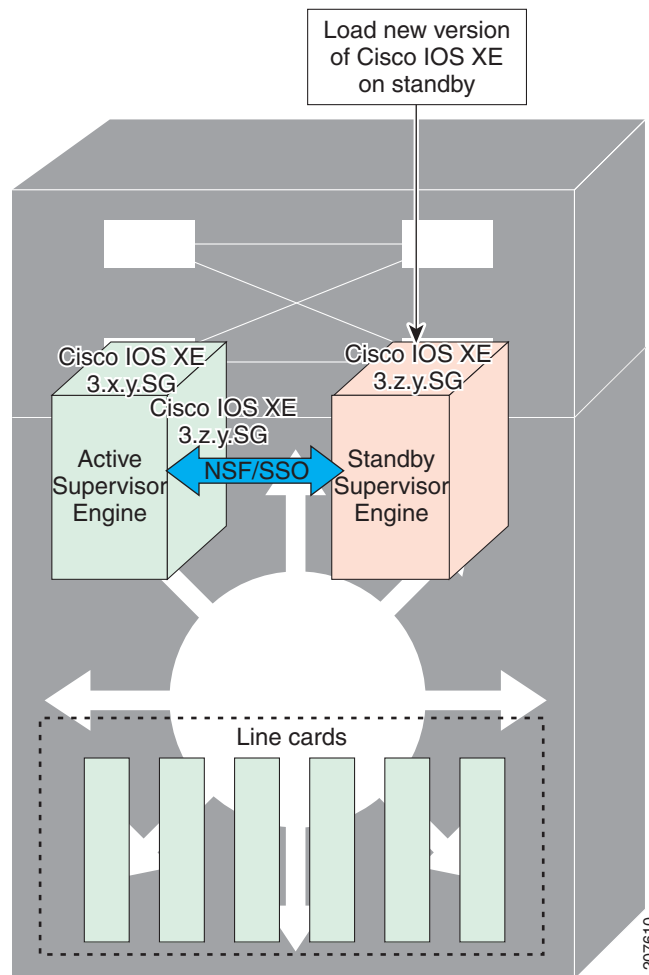 Load new version
of Cisco IOS XE
on standby
Cisco IOS XE
3.x.y.SG
Cisco IOS XE
3.z.y.SG
Cisco IOS XE
3.z.y.SG
Active
Supervisor
Engine
NSF/SSO
Standby
Supervisor
Engine
Line cards
207610